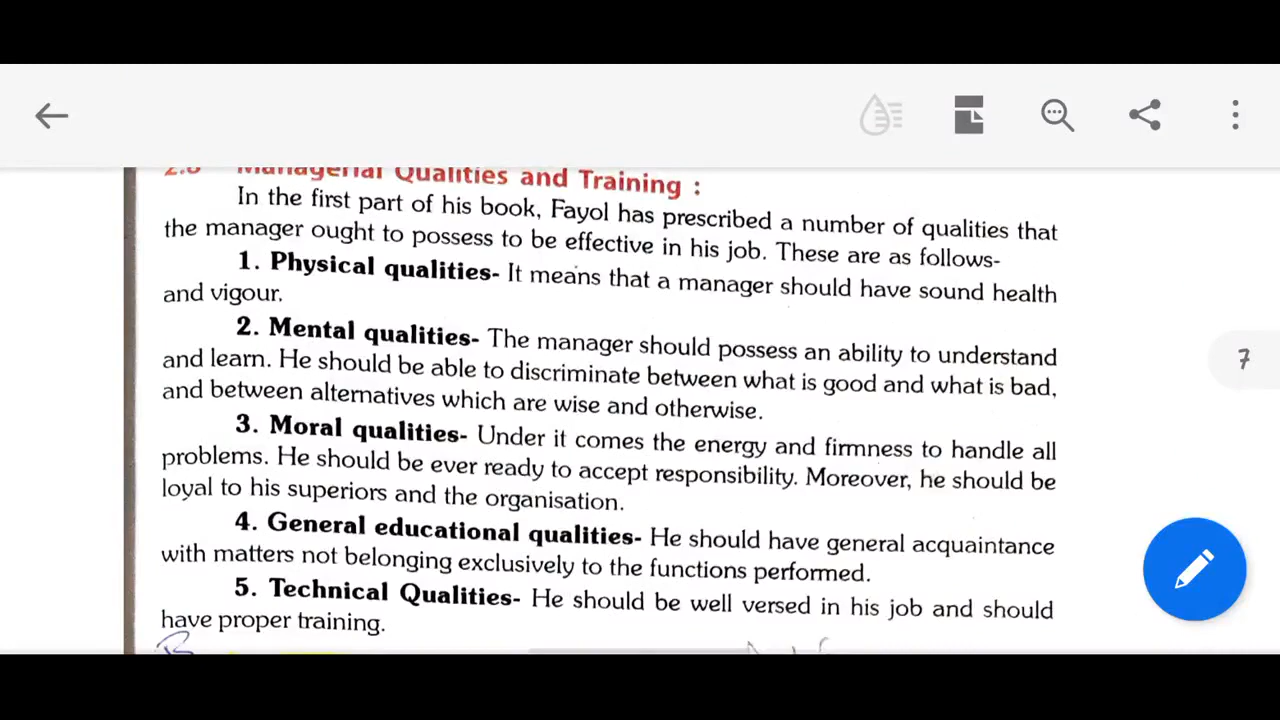 Managerial Qualities and Training :
In the first part of his book, Fayol has prescribed a number of qualities that
the manager ought to possess to be effective in his job. These are as follows-
1. Physical qualities- It means that a manager should have sound health
and vigour.
2. Mental qualities- The manager should possess an ability to understand
and learn. He should be able to discriminate between what is good and what is bad,
and between alternatives which are wise and otherwise.
3. Moral qualities- Under it comes the energy and firmness to handle all
problems. He should be ever ready to accept responsibility. Moreover, he should be
loyal to his superiors and the organisation.
4. General educational qualities- He should have general acquaintance
with matters not belonging exclusively to the functions performed.
5. Technical Qualities- He should be well versed in his job and should
have proper training.
7